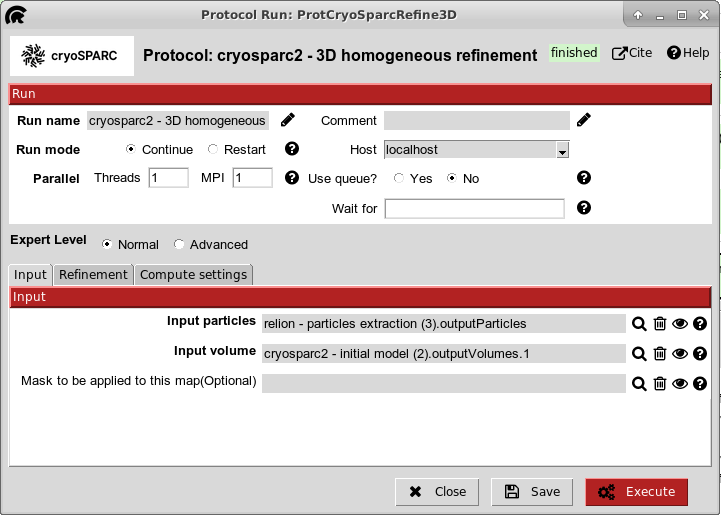 Protocol Run: ProtCryoSparcRefine3D
cryoSPARC Protocol: cryosparc2 - 3D homogeneous refinement finished Cite Help
Run
Run name cryosparc2 - 3D homogeneous Comment
Run mode Continue Restart Host localhost
Parallel Threads 1 MPI 1 Use queue? Yes No
Wait for
Expert Level Normal Advanced
Input Refinement Compute settings
Input
Input particles relion - particles extraction (3).outputParticles
Input volume cryosparc2 - initial model (2).outputVolumes.1
Mask to be applied to this map(Optional)
Close Save Execute